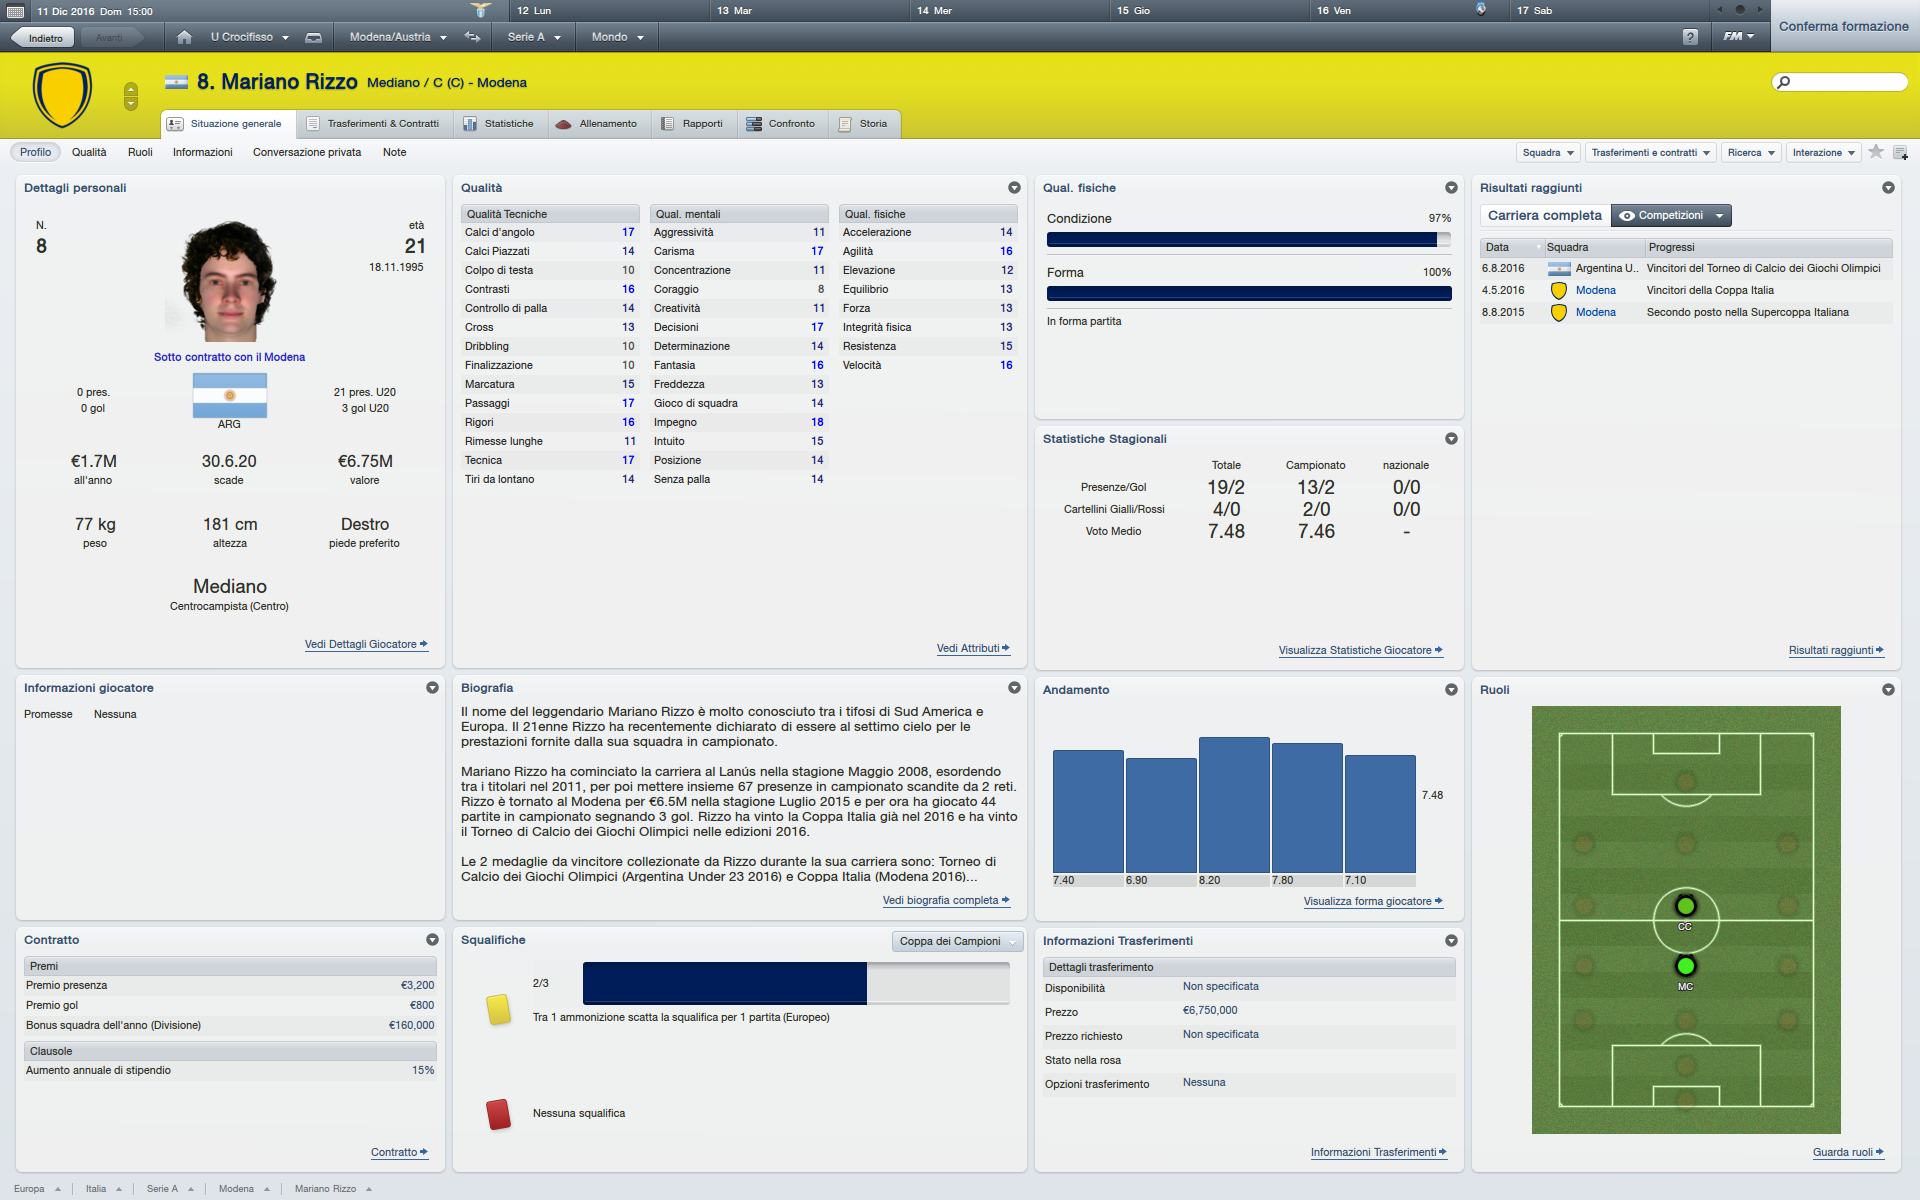 11 Dic 2016 Dom 15:00
12 Lun
13 Mar
14 Mer
15 Gio
16 Ven
17 Sab
Conferma formazione
Indietro
Avanti
U Crocifisso
Modena/Austria
Serie A
Mondo
?
FM
8. Mariano Rizzo Mediano / C (C) - Modena
Situazione generale
Trasferimenti & Contratti
Statistiche
Allenamento
Rapporti
Confronto
Storia
Profilo
Qualità
Ruoli
Informazioni
Conversazione privata
Note
Squadra
Trasferimenti e contratti
Ricerca
Interazione
Dettagli personali
N.
8
età
21
18.11.1995
Sotto contratto con il Modena
0 pres.
0 gol
ARG
21 pres. U20
3 gol U20
€1.7M
all'anno
30.6.20
scade
€6.75M
valore
77 kg
peso
181 cm
altezza
Destro
piede preferito
Mediano
Centrocampista (Centro)
Vedi Dettagli Giocatore
Qualità
Qualità Tecniche
Calci d'angolo 17
Calci Piazzati 14
Colpo di testa 10
Contrasti 16
Controllo di palla 14
Cross 13
Dribbling 10
Finalizzazione 10
Marcatura 15
Passaggi 17
Rigori 16
Rimesse lunghe 11
Tecnica 17
Tiri da lontano 14
Qual. mentali
Aggressività 11
Carisma 17
Concentrazione 11
Coraggio 8
Creatività 11
Decisioni 17
Determinazione 14
Fantasia 16
Freddezza 13
Gioco di squadra 14
Impegno 18
Intuito 15
Posizione 14
Senza palla 14
Qual. fisiche
Accelerazione 14
Agilità 16
Elevazione 12
Equilibrio 13
Forza 13
Integrità fisica 13
Resistenza 15
Velocità 16
Vedi Attributi
Qual. fisiche
Condizione 97%
Forma 100%
In forma partita
Statistiche Stagionali
Totale Campionato nazionale
Presenze/Gol 19/2 13/2 0/0
Cartellini Gialli/Rossi 4/0 2/0 0/0
Voto Medio 7.48 7.46 -
Visualizza Statistiche Giocatore
Risultati raggiunti
Carriera completa Competizioni
Data Squadra Progressi
6.8.2016 Argentina U.. Vincitori del Torneo di Calcio dei Giochi Olimpici
4.5.2016 Modena Vincitori della Coppa Italia
8.8.2015 Modena Secondo posto nella Supercoppa Italiana
Risultati raggiunti
Informazioni giocatore
Promesse Nessuna
Biografia
Il nome del leggendario Mariano Rizzo è molto conosciuto tra i tifosi di Sud America e
Europa. Il 21enne Rizzo ha recentemente dichiarato di essere al settimo cielo per le
prestazioni fornite dalla sua squadra in campionato.
Mariano Rizzo ha cominciato la carriera al Lanús nella stagione Maggio 2008, esordendo
tra i titolari nel 2011, per poi mettere insieme 67 presenze in campionato scandite da 2 reti.
Rizzo è tornato al Modena per €6.5M nella stagione Luglio 2015 e per ora ha giocato 44
partite in campionato segnando 3 gol. Rizzo ha vinto la Coppa Italia già nel 2016 e ha vinto
il Torneo di Calcio dei Giochi Olimpici nelle edizioni 2016.
Le 2 medaglie da vincitore collezionate da Rizzo durante la sua carriera sono: Torneo di
Calcio dei Giochi Olimpici (Argentina Under 23 2016) e Coppa Italia (Modena 2016)...
Vedi biografia completa
Andamento
7.48
7.40 6.90 8.20 7.80 7.10
Visualizza forma giocatore
Ruoli
CC
MC
Guarda ruoli
Contratto
Premi
Premio presenza €3,200
Premio gol €800
Bonus squadra dell'anno (Divisione) €160,000
Clausole
Aumento annuale di stipendio 15%
Contratto
Squalifiche
Coppa dei Campioni
2/3
Tra 1 ammonizione scatta la squalifica per 1 partita (Europeo)
Nessuna squalifica
Informazioni Trasferimenti
Dettagli trasferimento
Disponibilità Non specificata
Prezzo €6,750,000
Prezzo richiesto Non specificata
Stato nella rosa
Opzioni trasferimento Nessuna
Informazioni Trasferimenti
Europa
Italia
Serie A
Modena
Mariano Rizzo